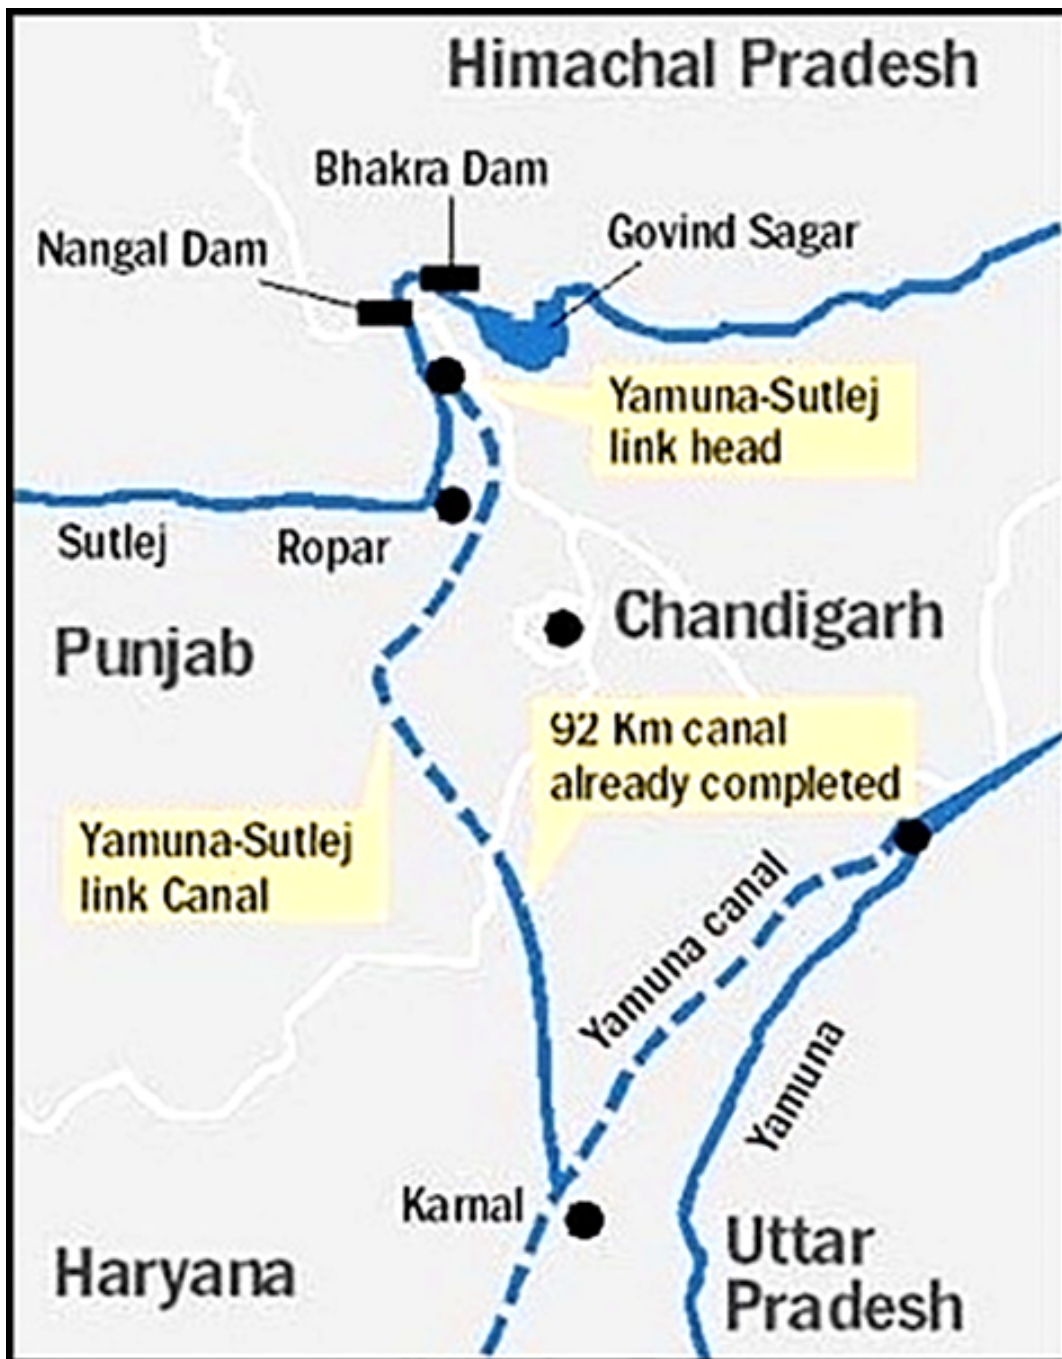 Himachal Pradesh
Bhakra Dam
Govind Sagar
Nangal Dam
Yamuna-Sutlej
link head
Sutlej
Ropar
Chandigarh
Punjab
92 Km canal
already completed
Yamuna-Sutlej
link Canal
Yamuna canal
Yamuna
Karnal
Haryana
Uttar
Pradesh